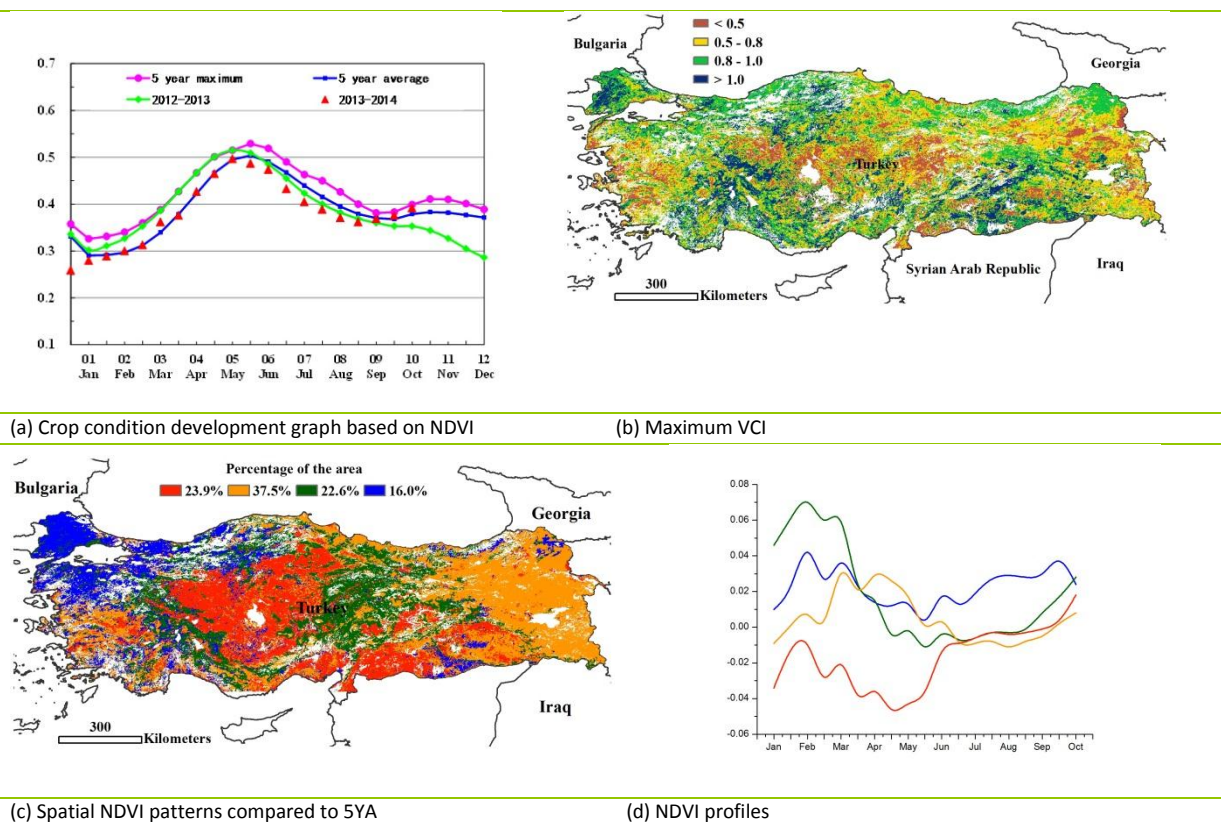 0.7
0.6
0.5
0.4
0.3
0.2
0.1
5 year maximum
5 year average
2012-2013
2013-2014
01 02 03 04 05 06 07 08 09 10 11 12
Jan Feb Mar Apr May Jun Jul Aug Sep Oct Nov Dec
< 0.5
0.5 - 0.8
0.8 - 1.0
> 1.0
Bulgaria
Georgia
Turkey
Syrian Arab Republic
Iraq
300
Kilometers
(a) Crop condition development graph based on NDVI
(b) Maximum VCI
Percentage of the area
23.9% 37.5% 22.6% 16.0%
Bulgaria
Georgia
Turkey
Iraq
300
Kilometers
0.08
0.06
0.04
0.02
0.00
-0.02
-0.04
-0.06
Jan Feb Mar Apr May Jun Jul Aug Sep Oct
(c) Spatial NDVI patterns compared to 5YA
(d) NDVI profiles